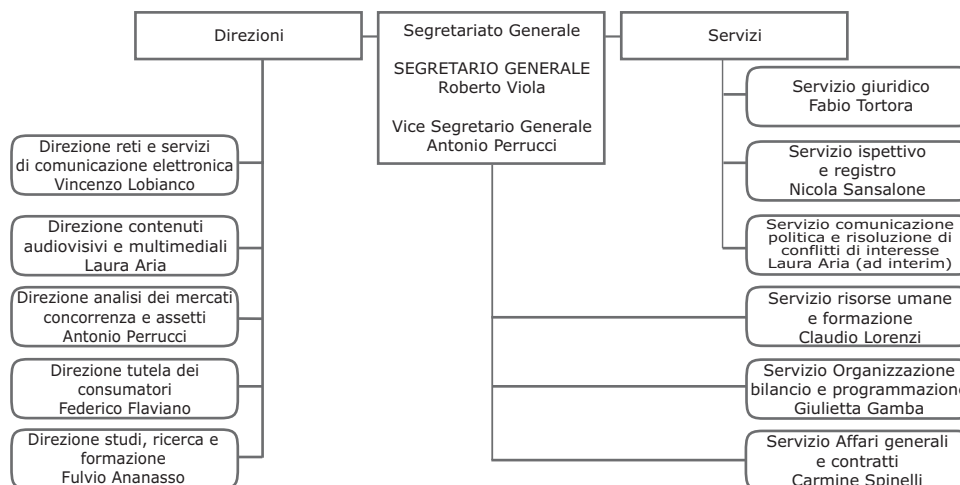 Direzioni
Segretariato Generale
SEGRETARIO GENERALE
Roberto Viola
Vice Segretario Generale
Antonio Perrucci
Servizi
Direzione reti e servizi
di comunicazione elettronica
Vincenzo Lobianco
Direzione contenuti
audiovisivi e multimediali
Laura Aria
Direzione analisi dei mercati
concorrenza e assetti
Antonio Perrucci
Direzione tutela dei
consumatori
Federico Flaviano
Direzione studi, ricerca e
formazione
Fulvio Ananasso
Servizio giuridico
Fabio Tortora
Servizio ispettivo
e registro
Nicola Sansalone
Servizio comunicazione
politica e risoluzione di
conflitti di interesse
Laura Aria (ad interim)
Servizio risorse umane
e formazione
Claudio Lorenzi
Servizio Organizzazione
bilancio e programmazione
Giulietta Gamba
Servizio Affari generali
e contratti
Carmine Spinelli